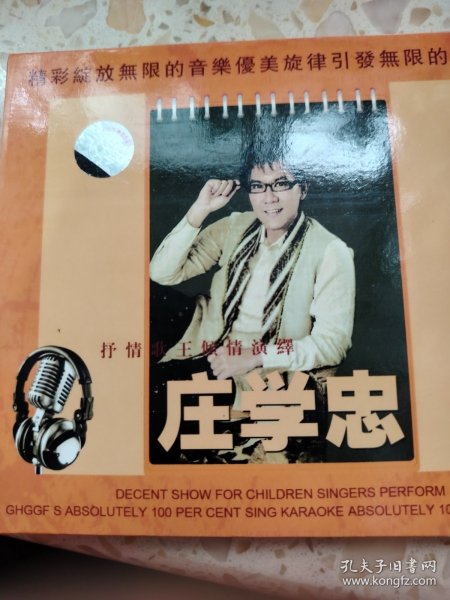 精彩綻放無限的音樂優美旋律引發無限的
抒情歌王傾情演繹
庄学忠
DECENT SHOW FOR CHILDREN SINGERS PERFORM
GHGGF S ABSOLUTELY 100 PER CENT SING KARAOKE ABSOLUTELY 10
孔夫子旧书网
www.kongfz.com